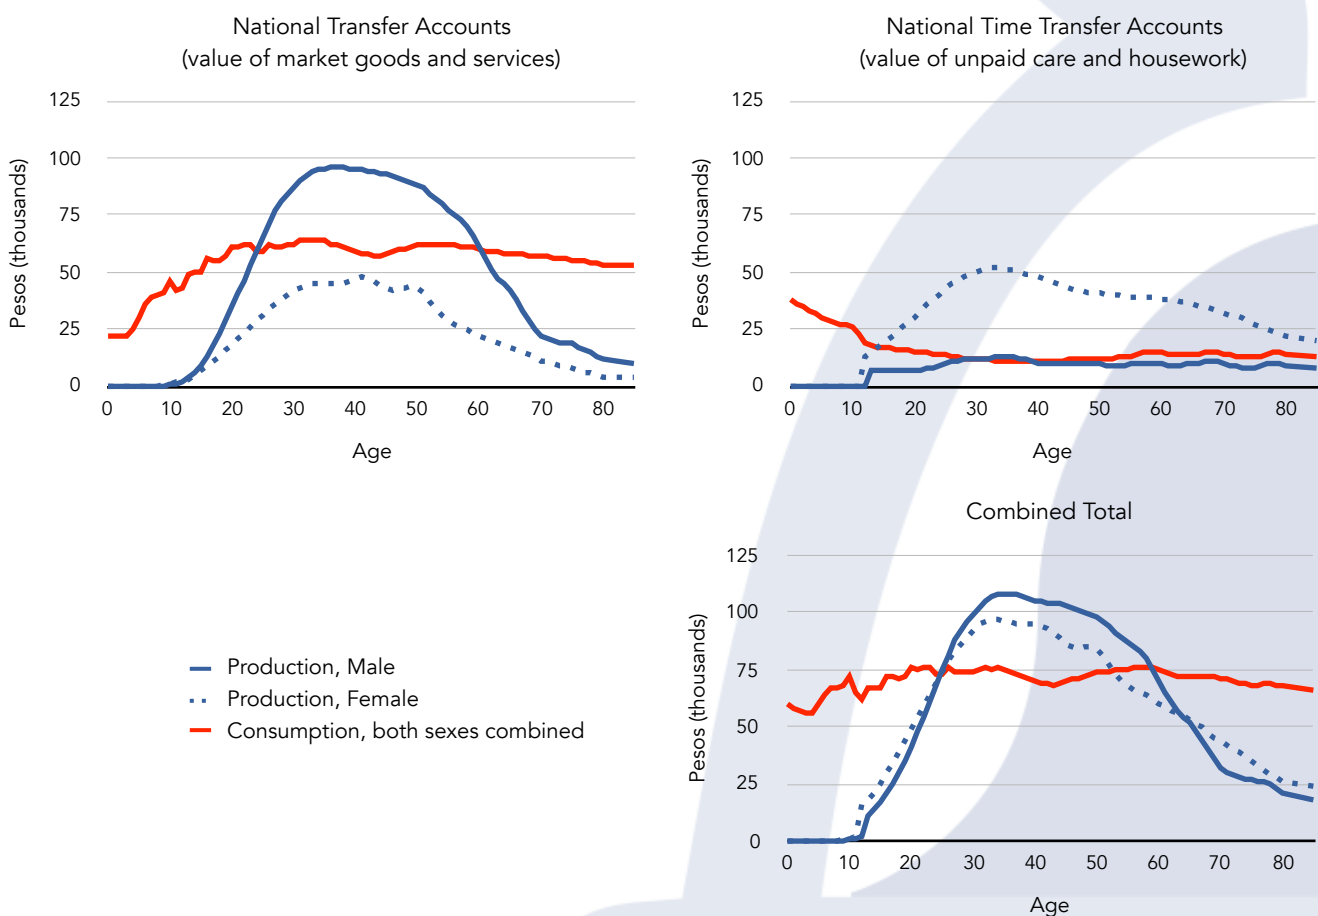 National Transfer Accounts
(value of market goods and services)
125
100
75
50
25
0
Pesos (thousands)
0 10 20 30 40 50 60 70 80
Age
National Time Transfer Accounts
(value of unpaid care and housework)
125
100
75
50
25
0
Pesos (thousands)
0 10 20 30 40 50 60 70 80
Age
Production, Male
Production, Female
Consumption, both sexes combined
Combined Total
125
100
75
50
25
0
Pesos (thousands)
0 10 20 30 40 50 60 70 80
Age